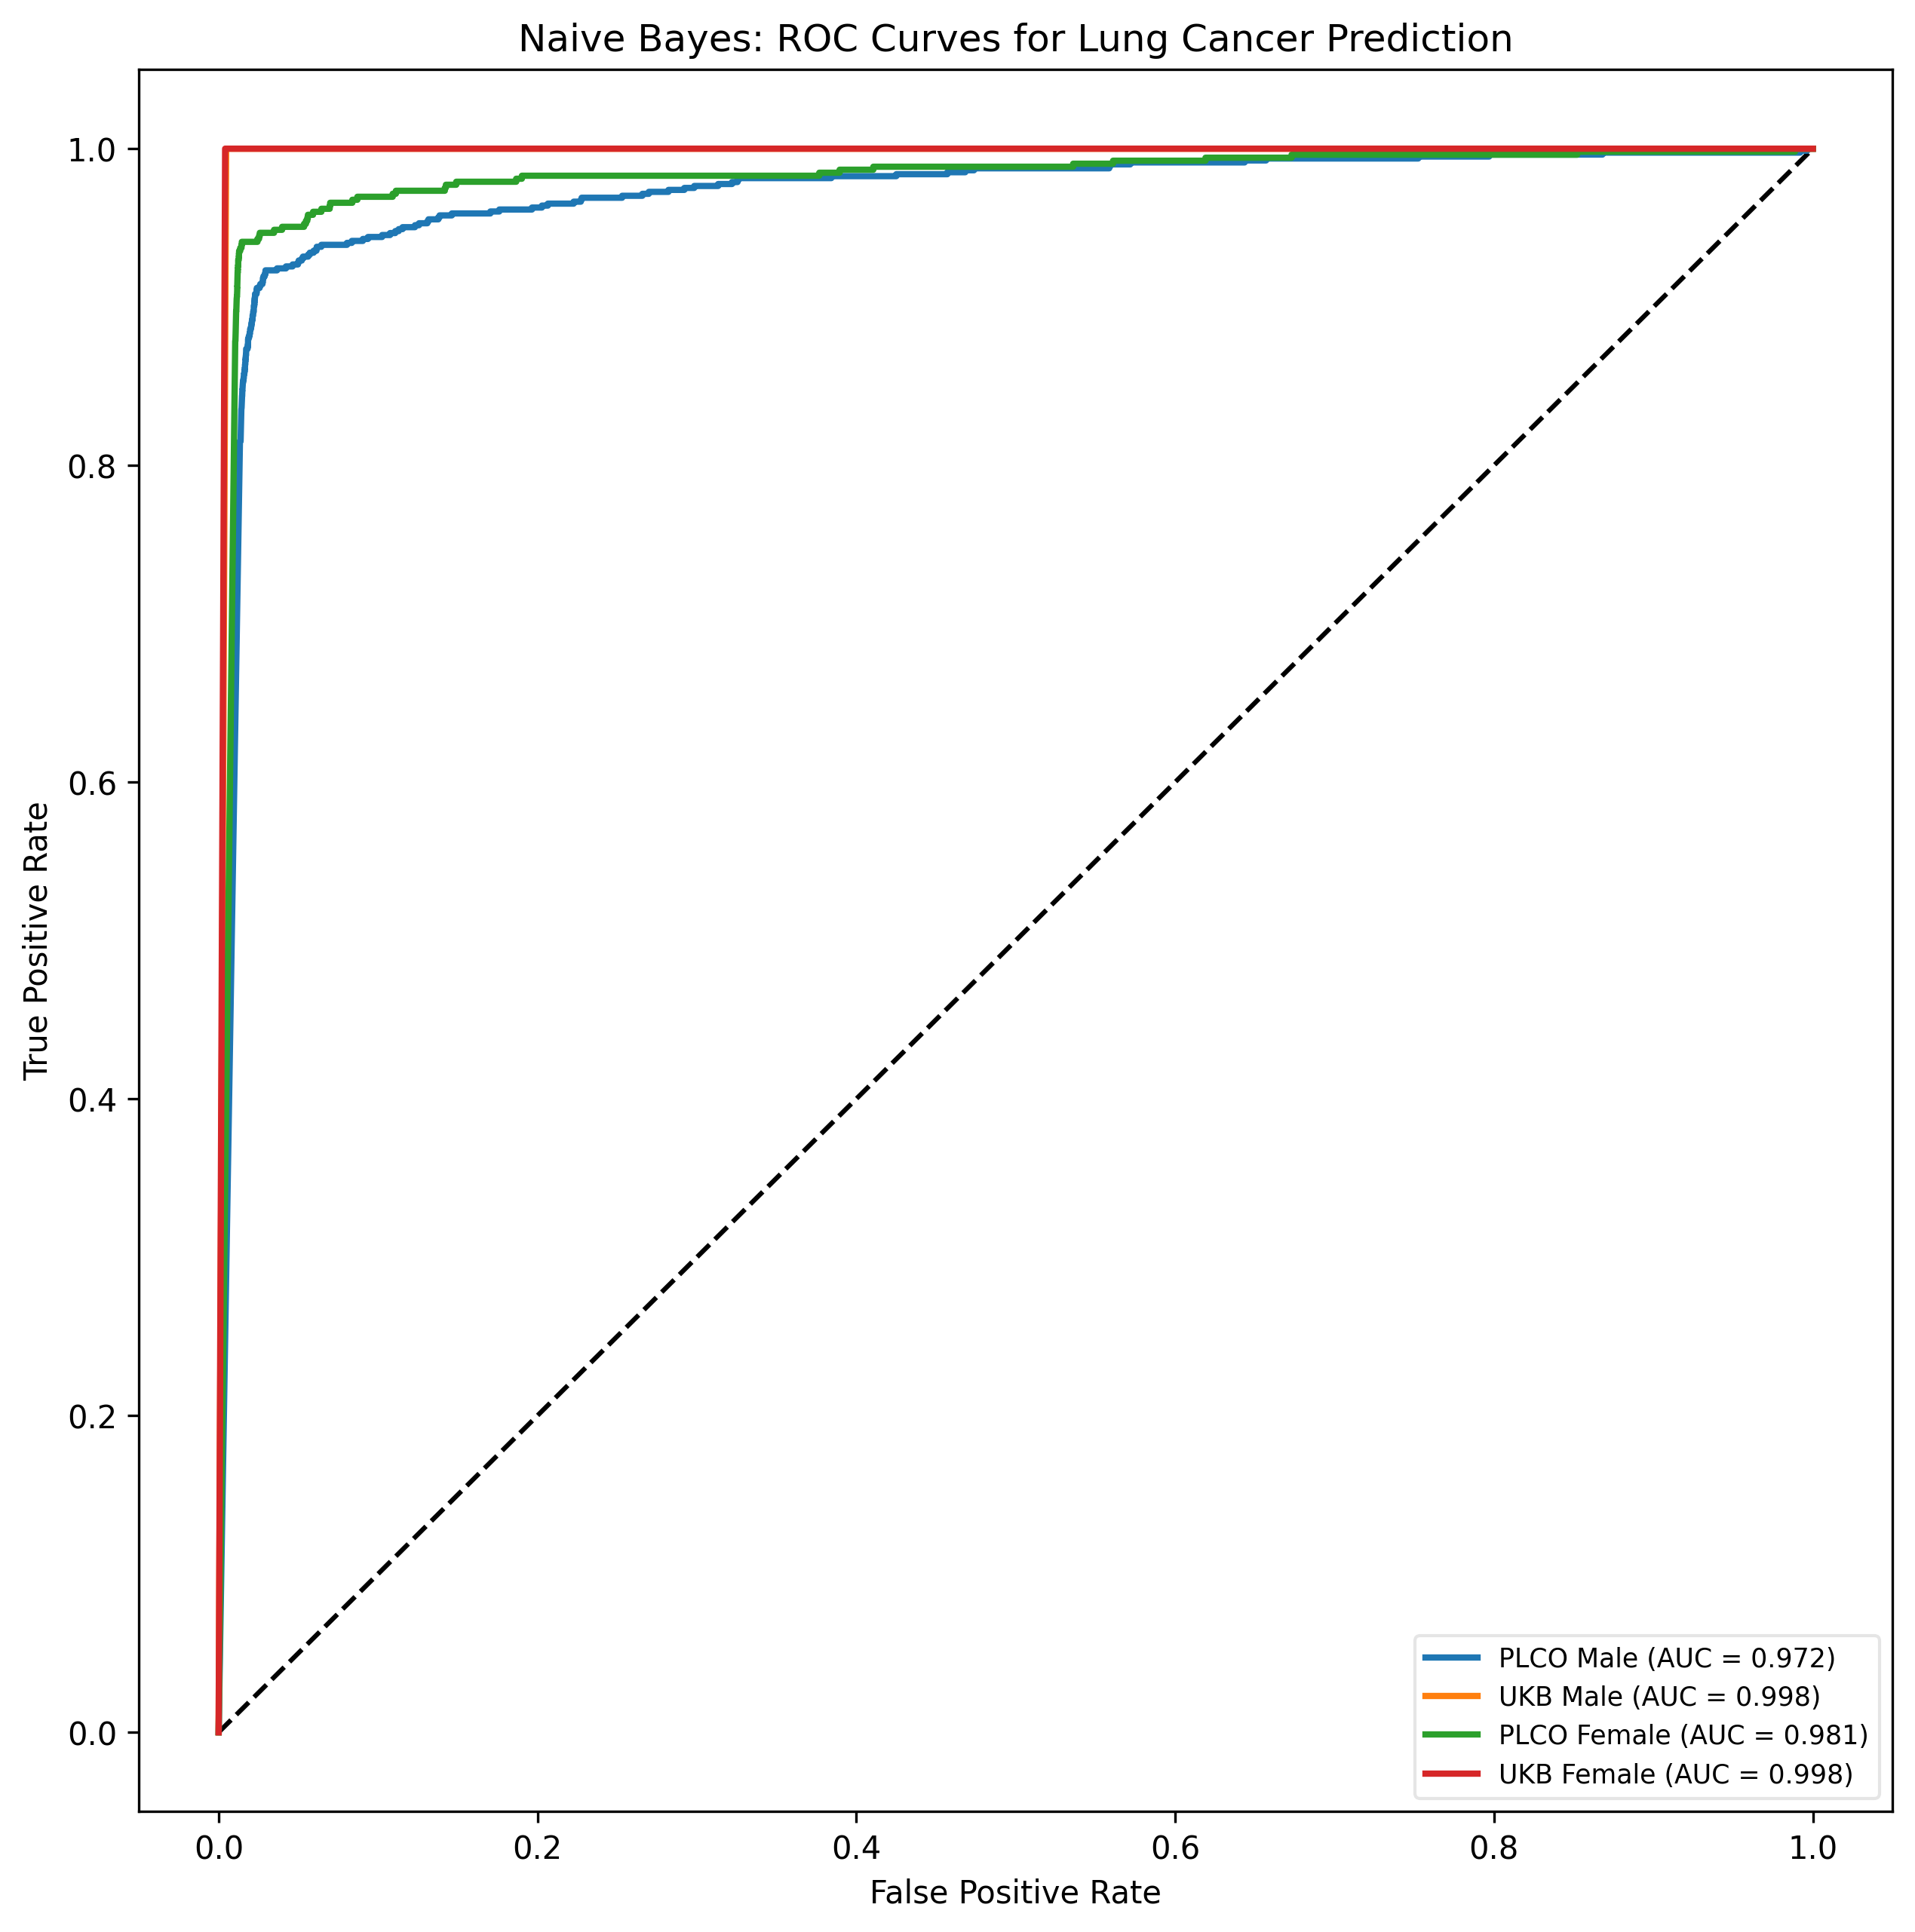 Naive Bayes: ROC Curves for Lung Cancer Prediction
True Positive Rate
1.0
0.8
0.6
0.4
0.2
0.0
0.0 0.2 0.4 0.6 0.8 1.0
False Positive Rate
PLCO Male (AUC = 0.972)
UKB Male (AUC = 0.998)
PLCO Female (AUC = 0.981)
UKB Female (AUC = 0.998)